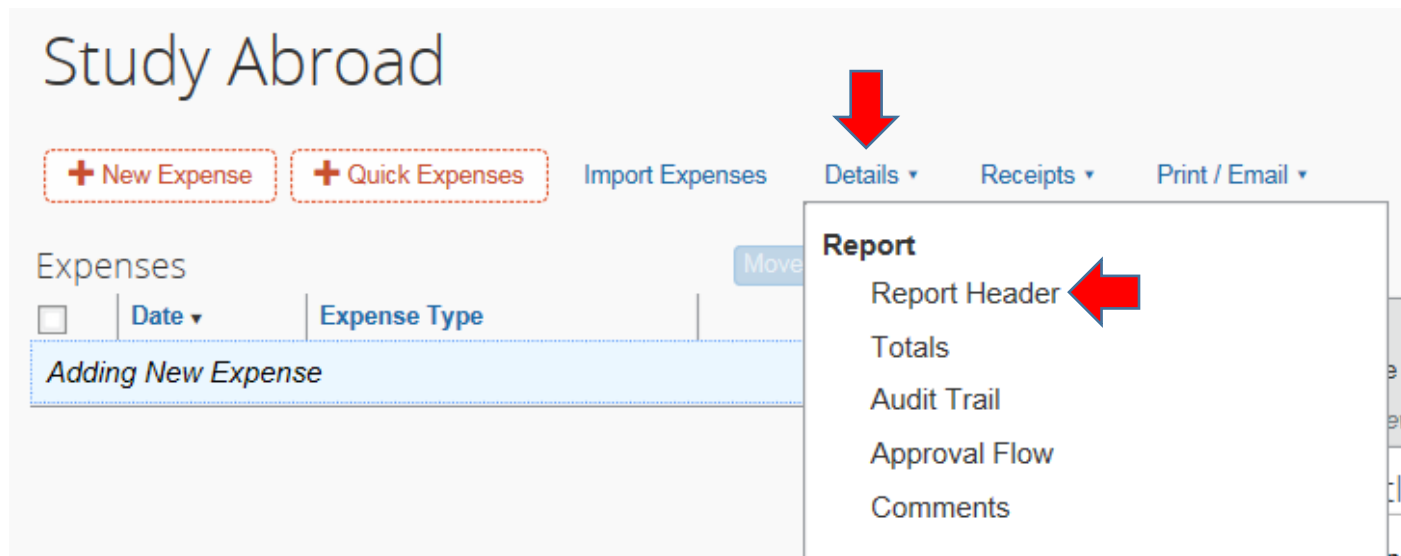 Study Abroad
+ New Expense + Quick Expenses Import Expenses Details Receipts Print / Email
Expenses Move
Report
Report Header
Date Expense Type
Totals
Adding New Expense
Audit Trail
Approval Flow
Comments